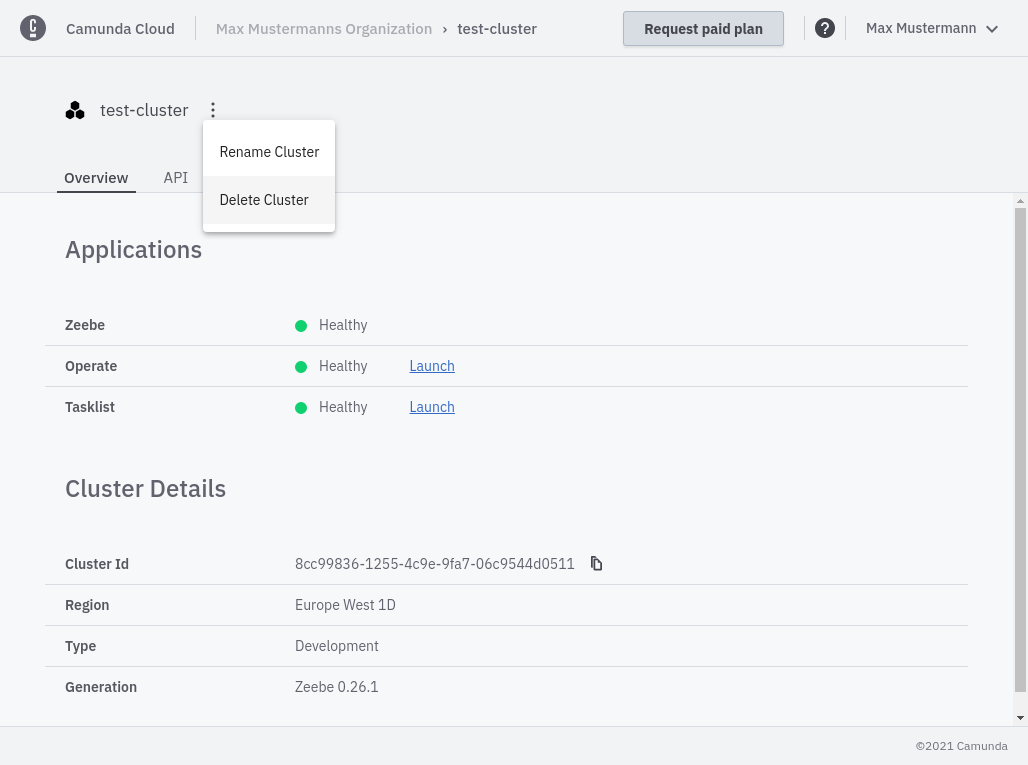 Camunda Cloud
Max Mustermanns Organization › test-cluster
Request paid plan
?
Max Mustermann
test-cluster
Rename Cluster
Delete Cluster
Overview
API
Applications
Zeebe Healthy
Operate Healthy Launch
Tasklist Healthy Launch
Cluster Details
Cluster Id 8cc99836-1255-4c9e-9fa7-06c9544d0511
Region Europe West 1D
Type Development
Generation Zeebe 0.26.1
©2021 Camunda